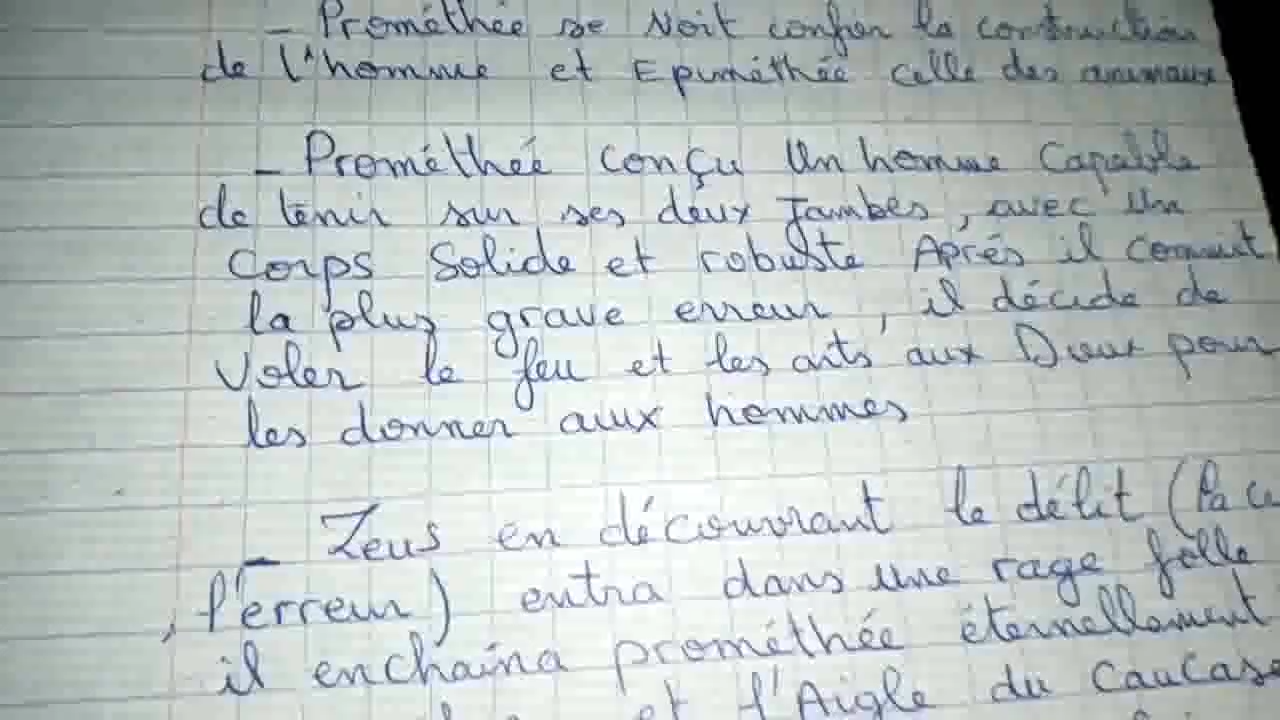 - Prométhée se Voit confier la construction
de l'homme et Epiméthée celle des animaux
- Prométhée conçu Un homme Capable
de tenir sur ses deux Jambes, avec Un
Corps Solide et robuste Après il Commit
la plus grave erreur, il décide de
Voler le feu et les arts aux Dieux pour
les donner aux hommes
- Zeus en découvrant le délit (
l'erreur) entra dans une rage folle
il enchaina prométhée éternellement
et l'Aigle du Caucase